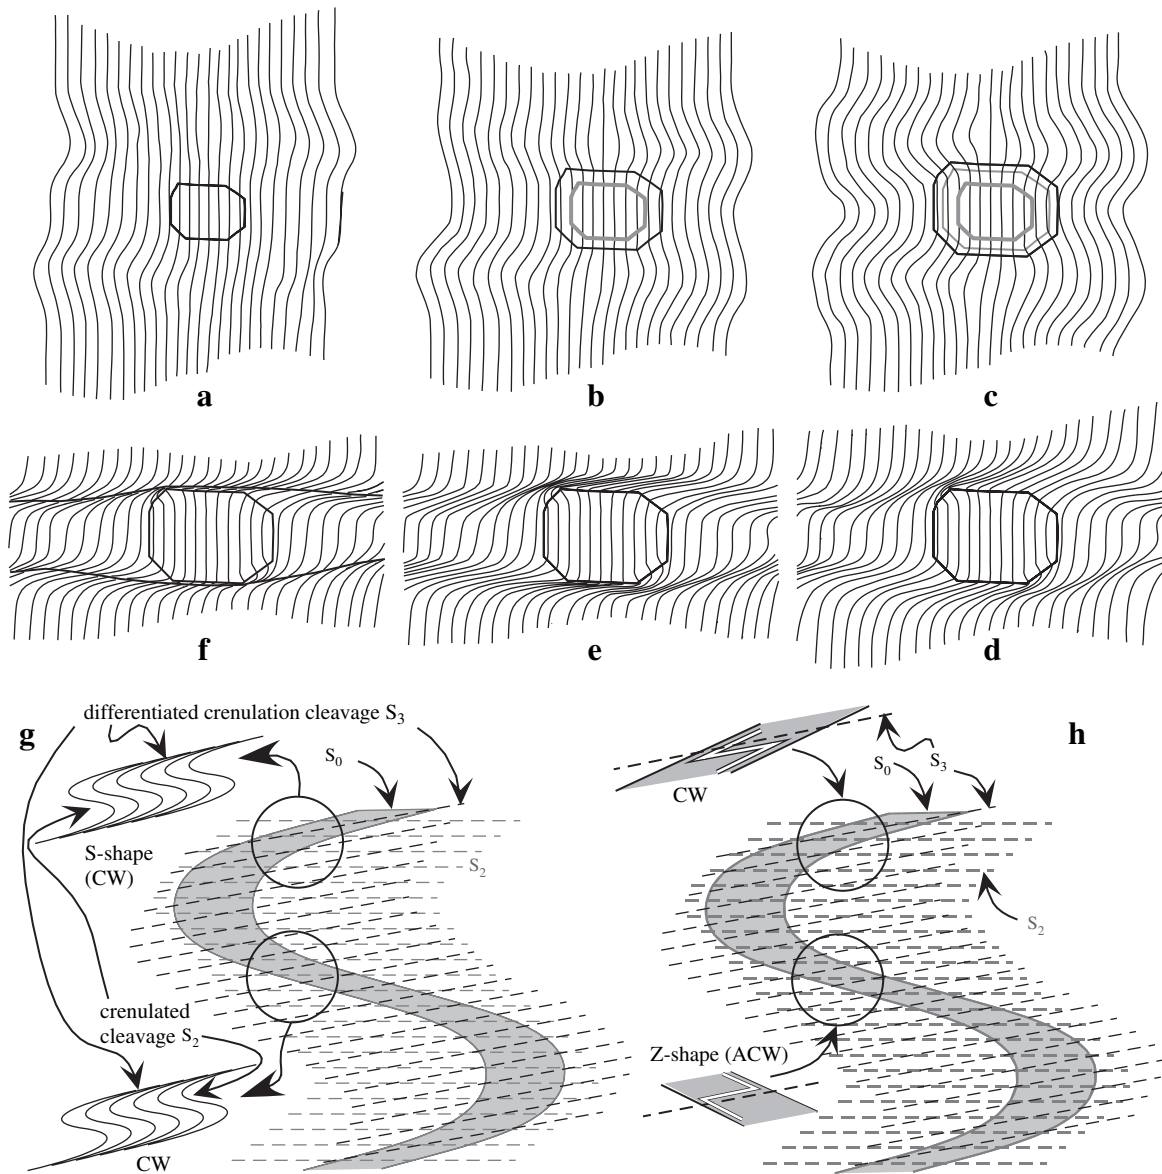 a
b
c
f
e
d
g
differentiated crenulation cleavage S3
S0
S-shape
(CW)
S2
crenulated
cleavage S2
CW
h
S0
S3
CW
S2
Z-shape (ACW)